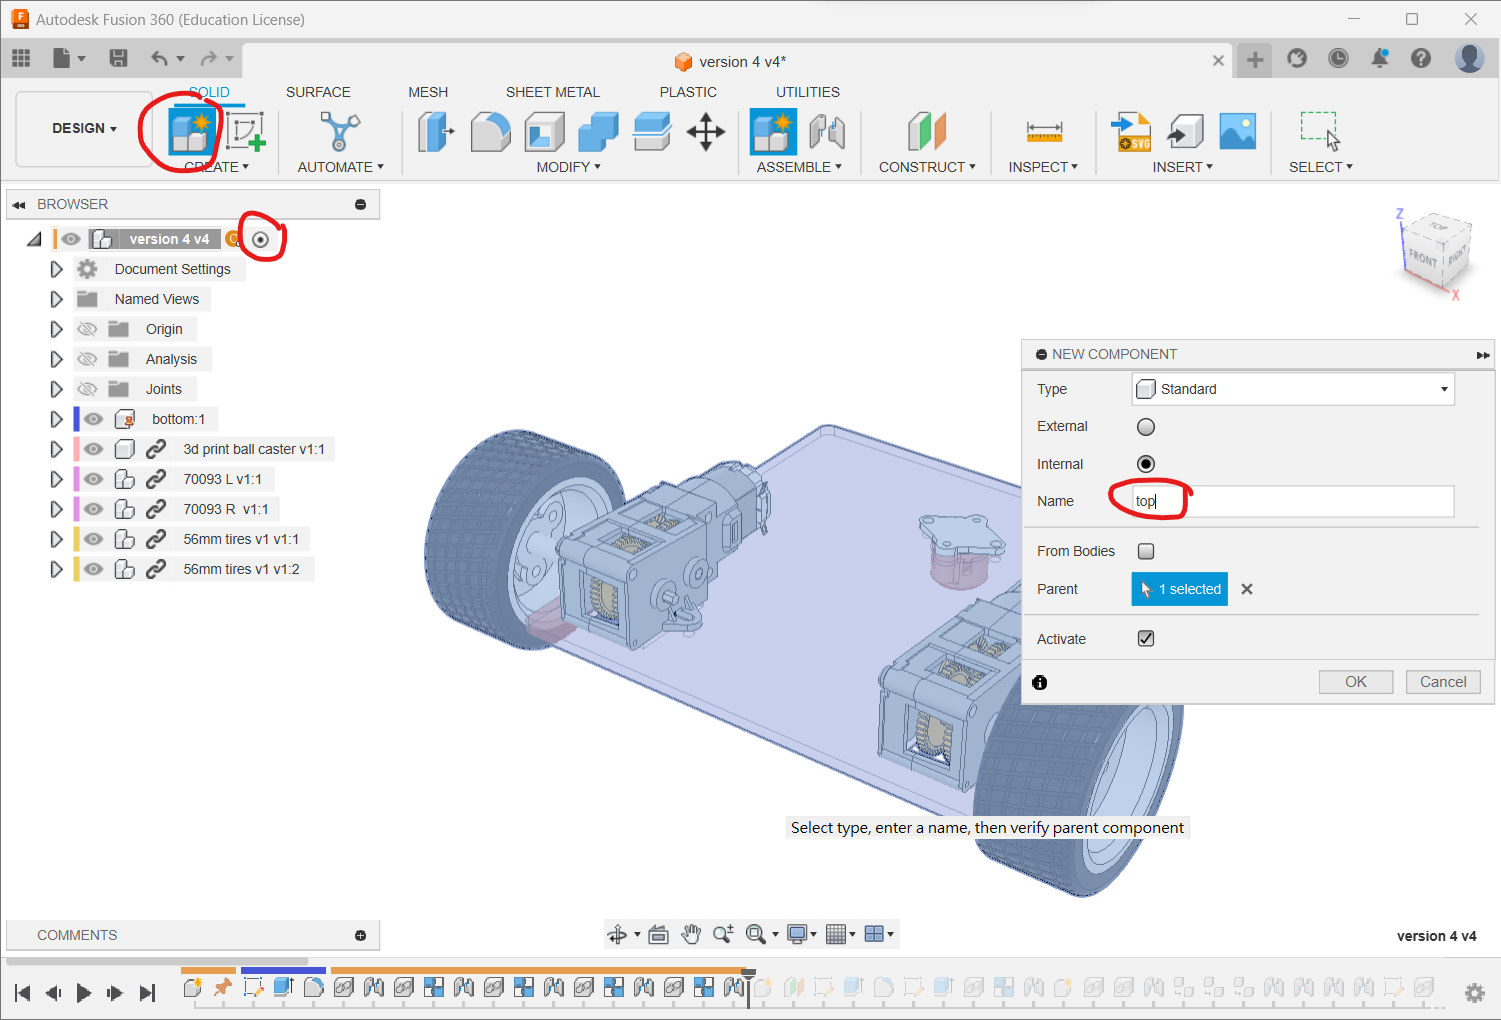 Autodesk Fusion 360 (Education License)
version 4 v4*
SOLID SURFACE MESH SHEET METAL PLASTIC UTILITIES
DESIGN
CREATE AUTOMATE MODIFY ASSEMBLE CONSTRUCT INSPECT INSERT SELECT
SVG
BROWSER
version 4 v4
Document Settings
Named Views
Origin
Analysis
Joints
bottom:1
3d print ball caster v1:1
70093 L v1:1
70093 R v1:1
56mm tires v1 v1:1
56mm tires v1 v1:2
Z
TOP
FRONT
RIGHT
X
NEW COMPONENT
Type Standard
External
Internal
Name top
From Bodies
Parent 1 selected
Activate
OK Cancel
Select type, enter a name, then verify parent component
COMMENTS
version 4 v4